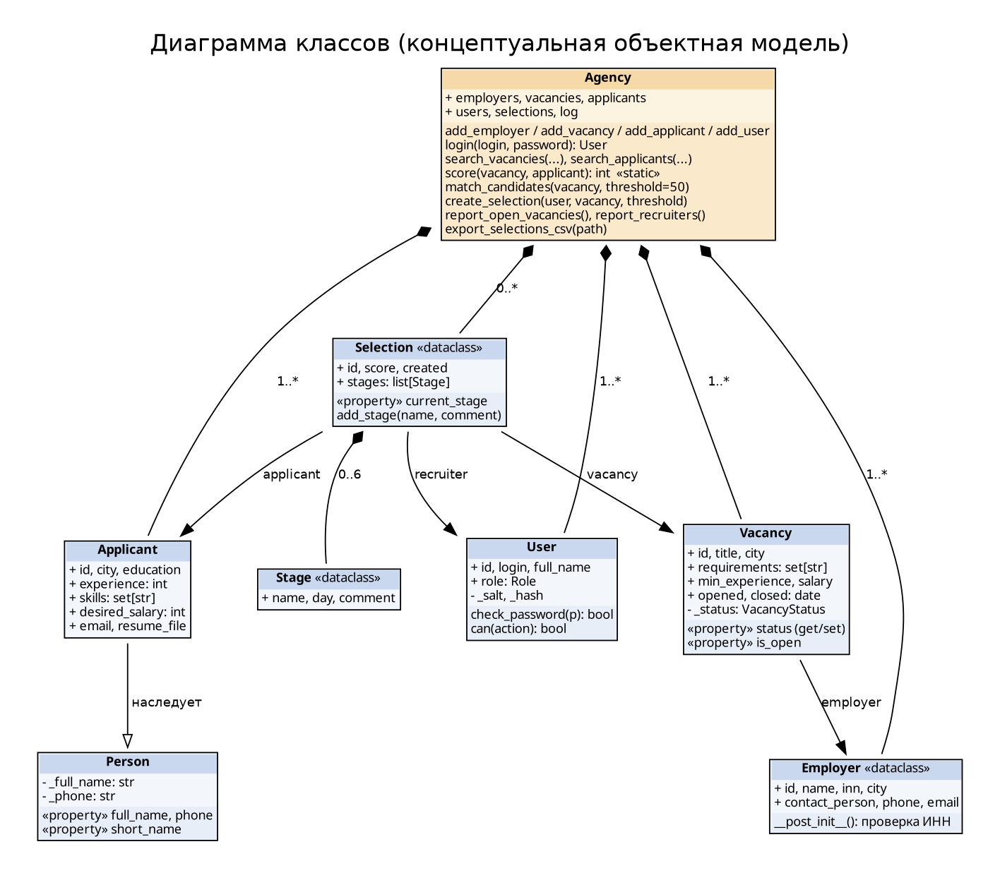 Диаграмма классов (концептуальная объектная модель)
Agency
+ employers, vacancies, applicants
+ users, selections, log
add_employer / add_vacancy / add_applicant / add_user
login(login, password): User
search_vacancies(...), search_applicants(...)
score(vacancy, applicant): int «static»
match_candidates(vacancy, threshold=50)
create_selection(user, vacancy, threshold)
report_open_vacancies(), report_recruiters()
export_selections_csv(path)
0..*
Selection «dataclass»
+ id, score, created
+ stages: list[Stage]
«property» current_stage
add_stage(name, comment)
1..*
1..*
1..*
applicant
0..6
recruiter
vacancy
1..*
Applicant
+ id, city, education
+ experience: int
+ skills: set[str]
+ desired_salary: int
+ email, resume_file
Stage «dataclass»
+ name, day, comment
User
+ id, login, full_name
+ role: Role
- _salt, _hash
check_password(p): bool
can(action): bool
Vacancy
+ id, title, city
+ requirements: set[str]
+ min_experience, salary
+ opened, closed: date
- _status: VacancyStatus
«property» status (get/set)
«property» is_open
наследует
employer
Person
- _full_name: str
- _phone: str
«property» full_name, phone
«property» short_name
Employer «dataclass»
+ id, name, inn, city
+ contact_person, phone, email
__post_init__(): проверка ИНН